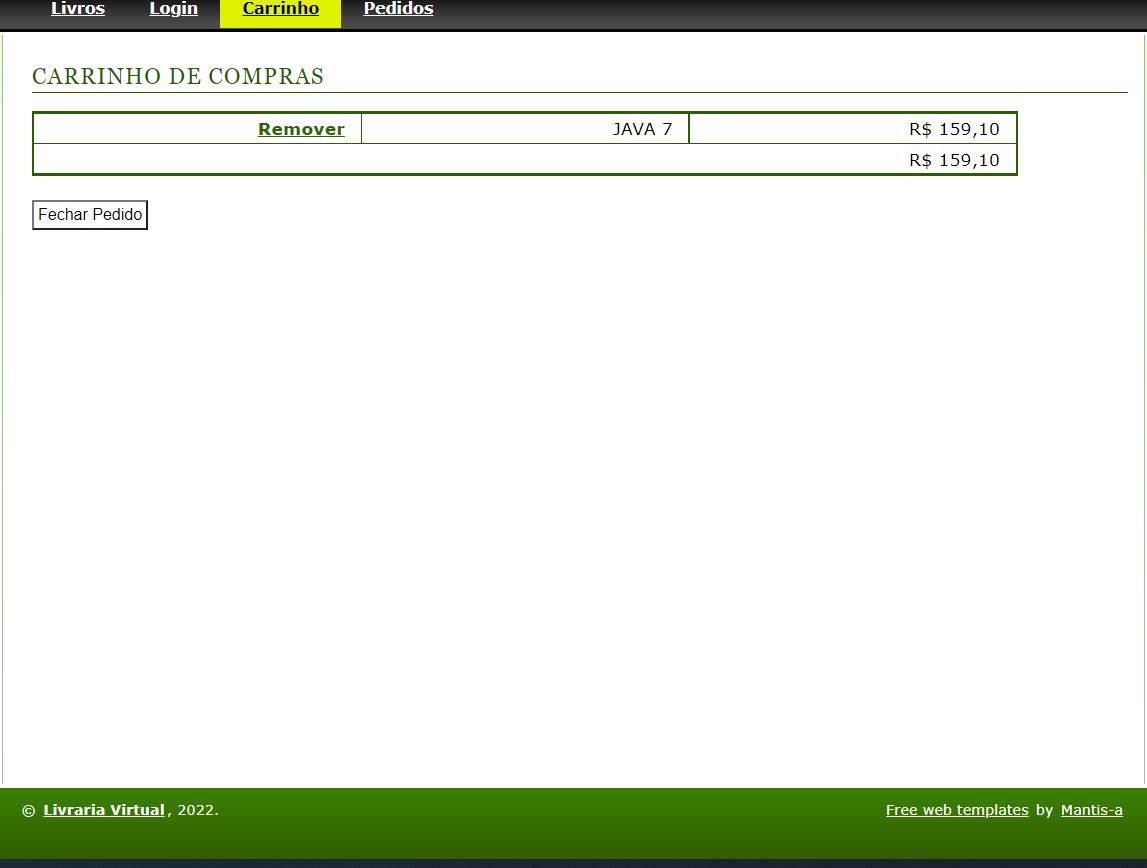 Livros Login Carrinho Pedidos
CARRINHO DE COMPRAS
Remover JAVA 7 R$ 159,10
R$ 159,10
Fechar Pedido
© Livraria Virtual, 2022. Free web templates by Mantis-a